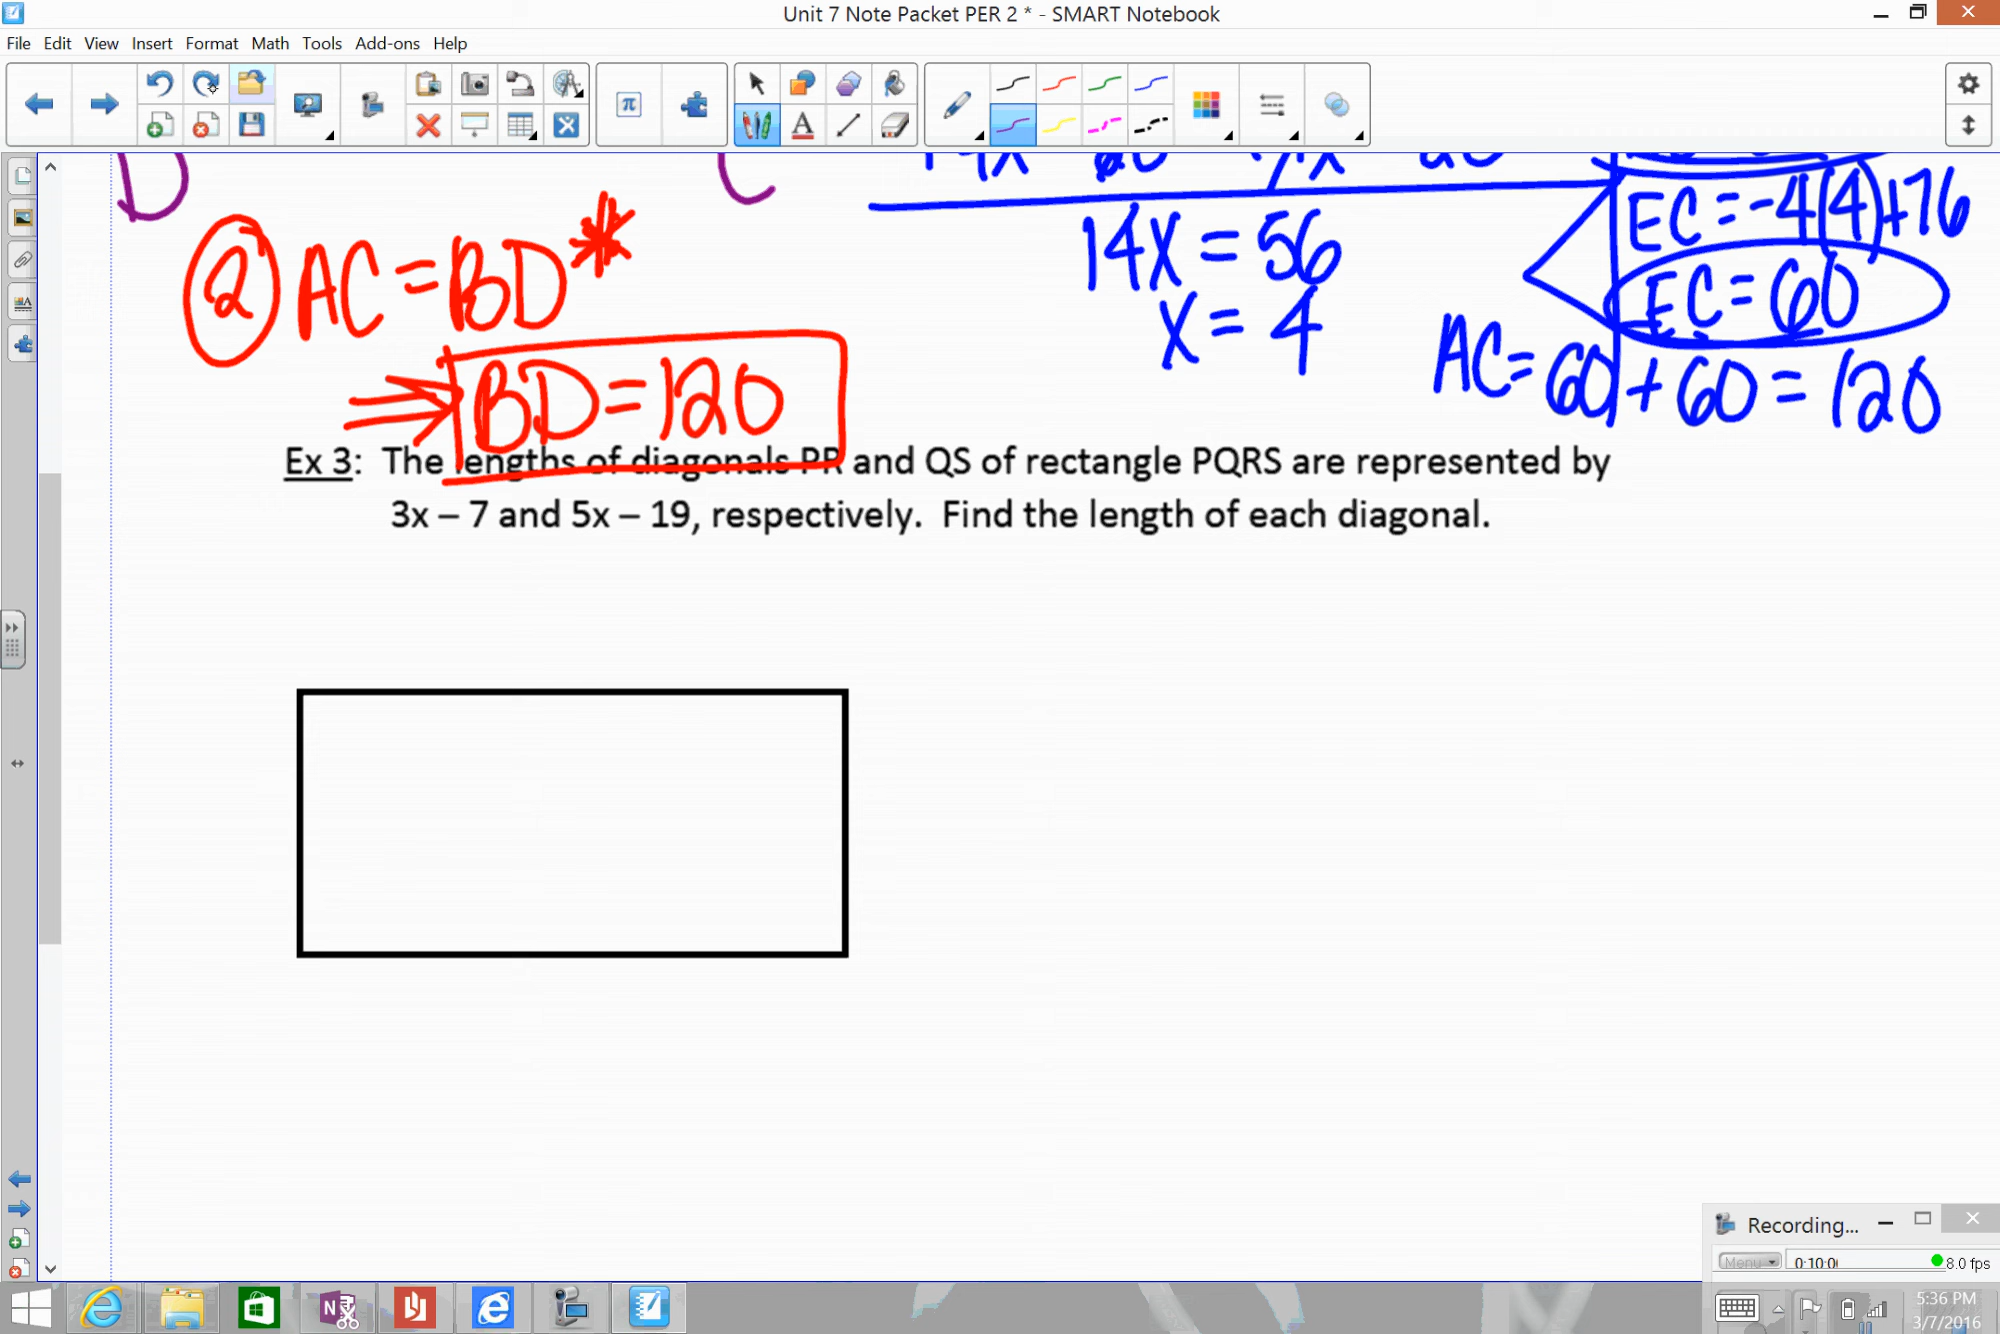 Unit 7 Note Packet PER 2 * - SMART Notebook
File Edit View Insert Format Math Tools Add-ons Help
D C
② AC = BD*
⇒ BD = 120
14x = 56
x = 4
EC = -4(4)+76
EC = 60
AC = 60 + 60 = 120
Ex 3: The lengths of diagonals PR and QS of rectangle PQRS are represented by
3x – 7 and 5x – 19, respectively. Find the length of each diagonal.
Recording...
Menu 8.0 fps
5:36 PM
3/7/2016